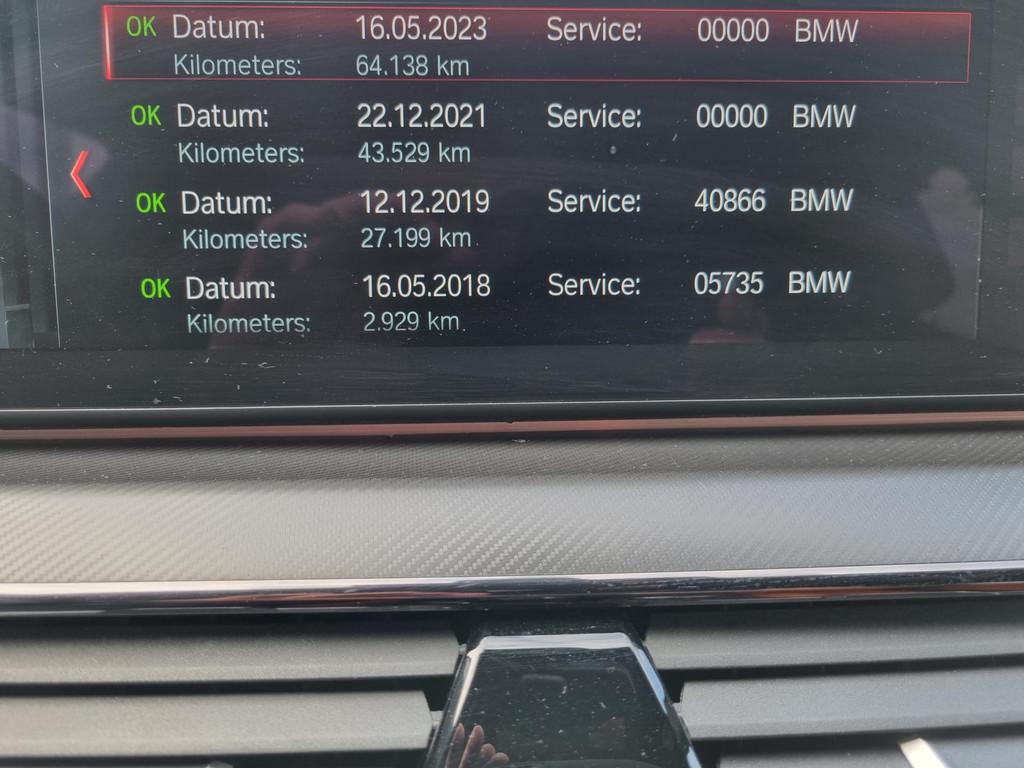 OK Datum: 16.05.2023 Service: 00000 BMW
Kilometers: 64.138 km
OK Datum: 22.12.2021 Service: 00000 BMW
Kilometers: 43.529 km
OK Datum: 12.12.2019 Service: 40866 BMW
Kilometers: 27.199 km
OK Datum: 16.05.2018 Service: 05735 BMW
Kilometers: 2.929 km